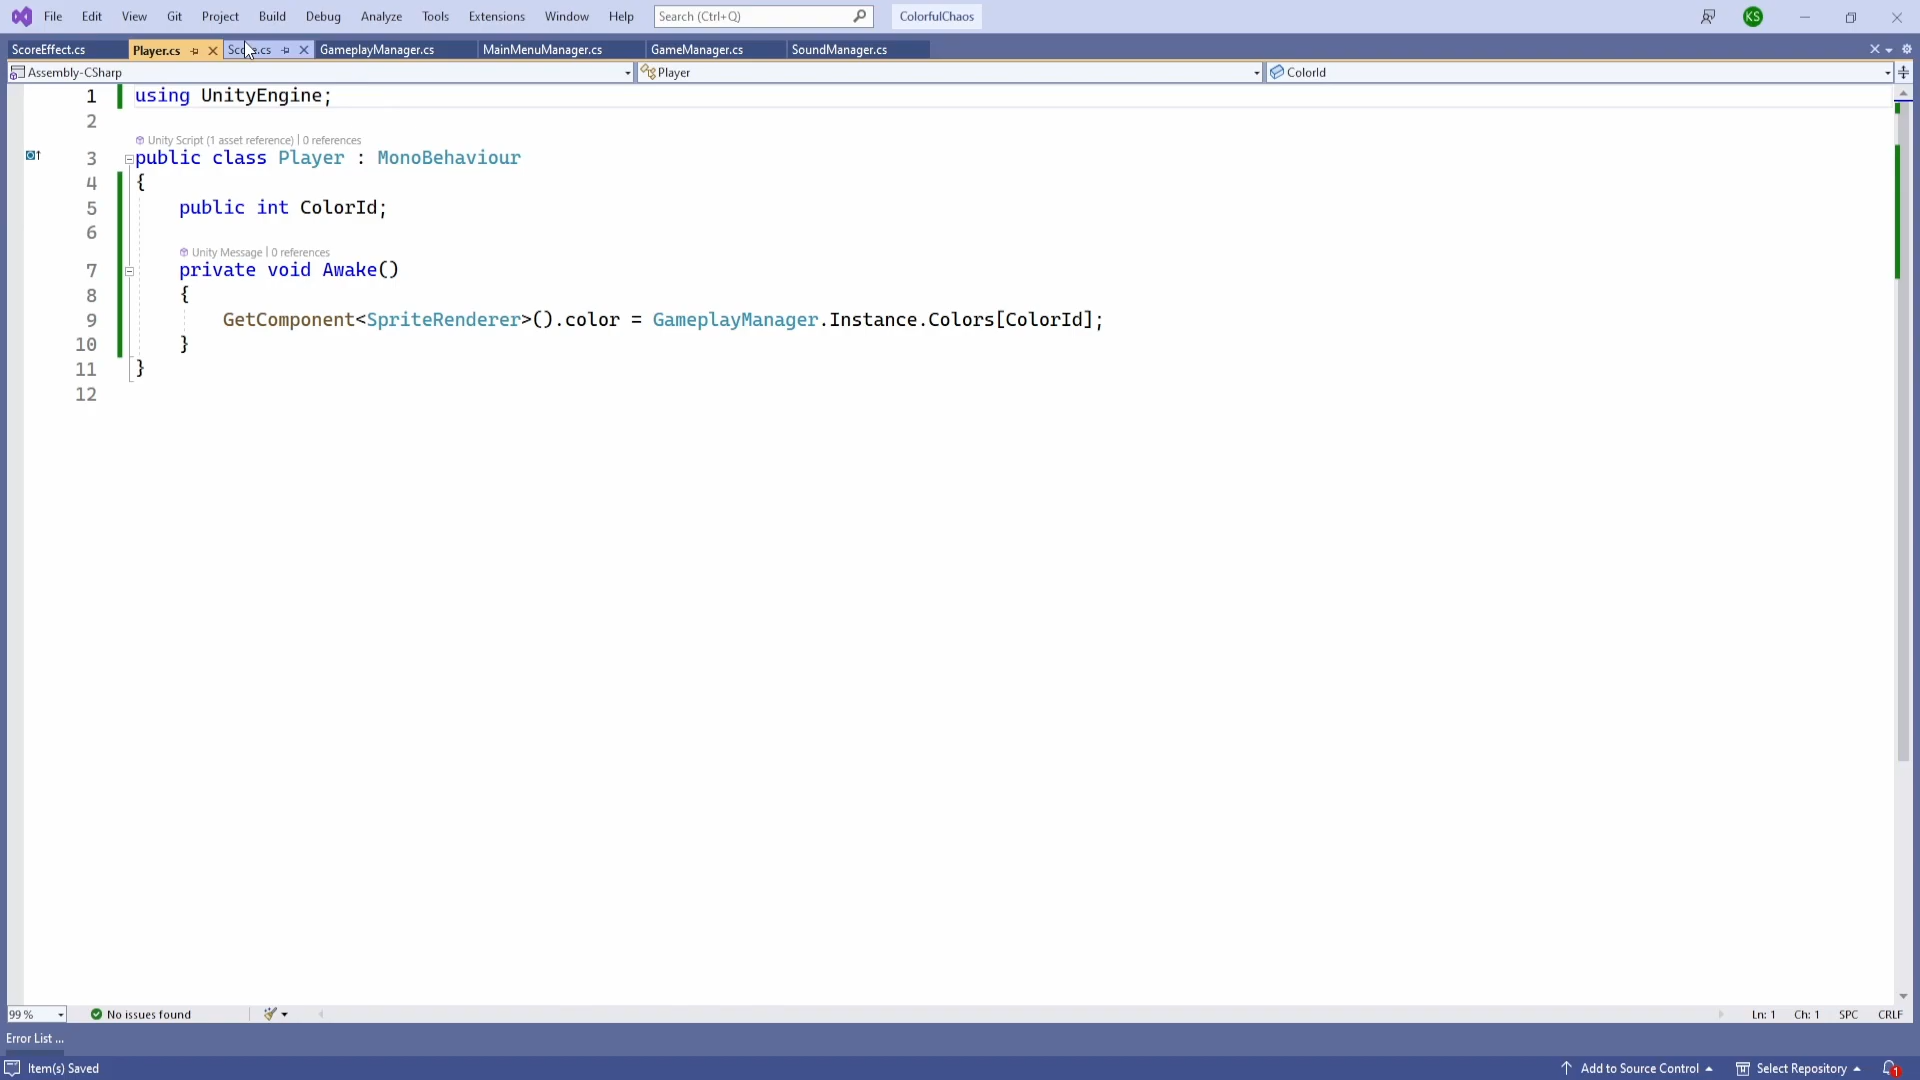 File Edit View Git Project Build Debug Analyze Tools Extensions Window Help Search (Ctrl+Q) ColorfulChaos KS
ScoreEffect.cs Player.cs GameplayManager.cs MainMenuManager.cs GameManager.cs SoundManager.cs
Assembly-CSharp Player ColorId
1 using UnityEngine;
2
Unity Script (1 asset reference) | 0 references
3 public class Player : MonoBehaviour
4 {
5 public int ColorId;
6
Unity Message | 0 references
7 private void Awake()
8 {
9 GetComponent<SpriteRenderer>().color = GameplayManager.Instance.Colors[ColorId];
10 }
11 }
12
99 % No issues found Ln: 1 Ch: 1 SPC CRLF
Error List ...
Item(s) Saved Add to Source Control Select Repository 1